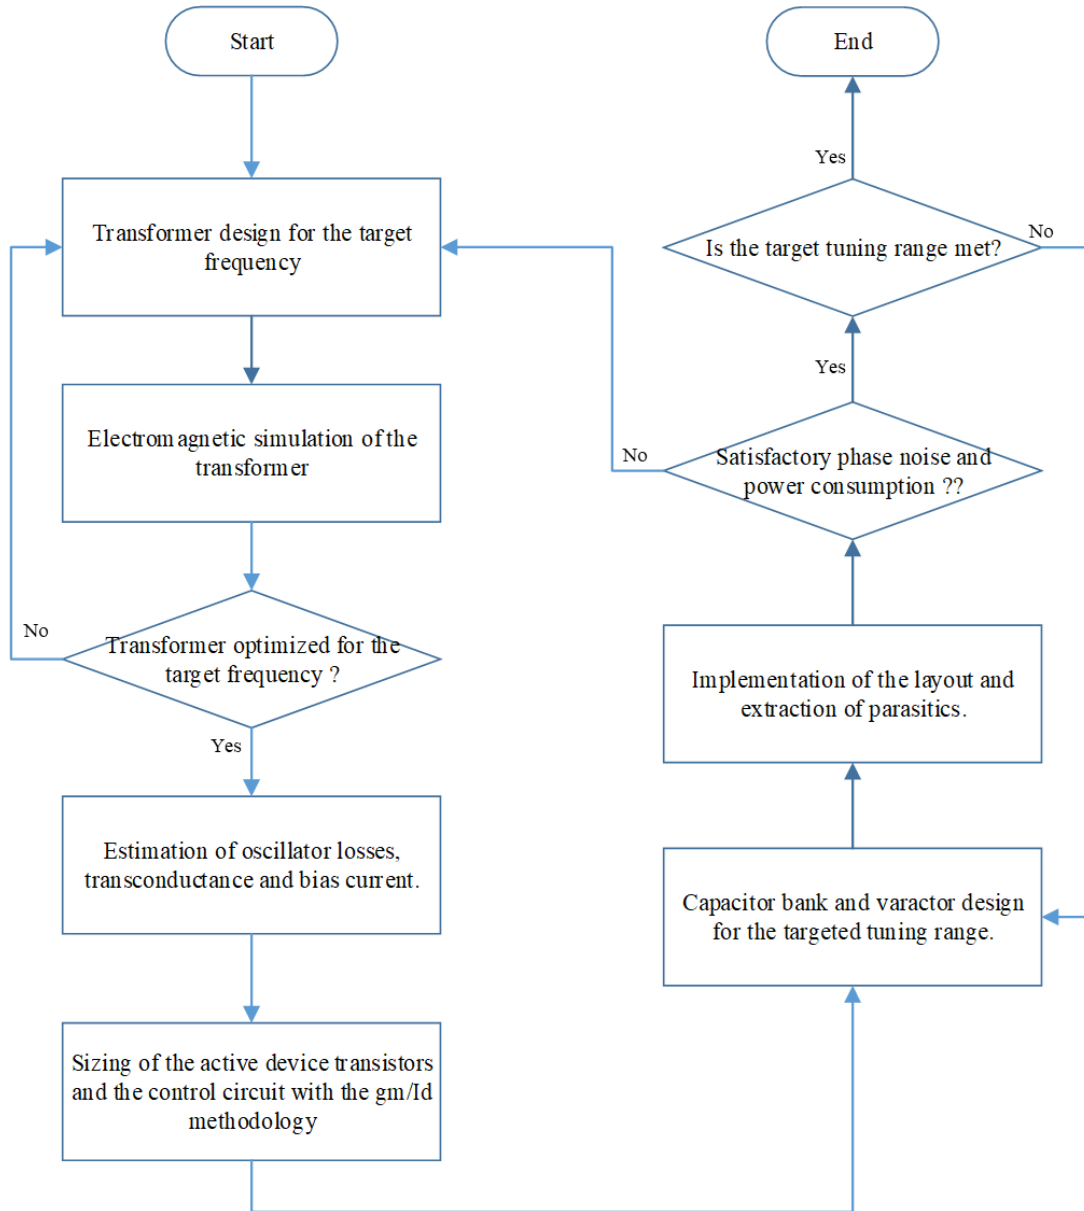 Start
Transformer design for the target
frequency
Electromagnetic simulation of the
transformer
No
Transformer optimized for the
target frequency ?
Yes
Estimation of oscillator losses,
transconductance and bias current.
Sizing of the active device transistors
and the control circuit with the gm/Id
methodology
End
Yes
Is the target tuning range met?
No
Yes
Satisfactory phase noise and
power consumption ??
No
Implementation of the layout and
extraction of parasitics.
Capacitor bank and varactor design
for the targeted tuning range.